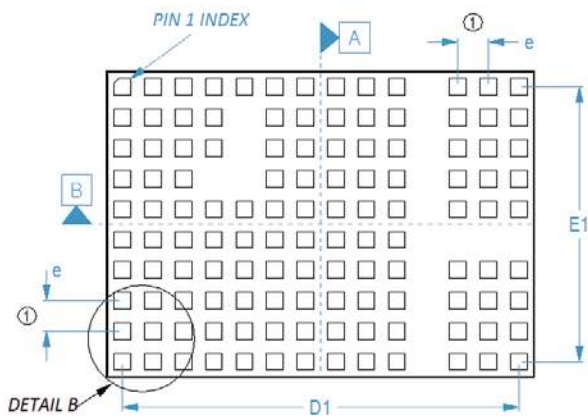 PIN 1 INDEX
A
①
e
B
E1
e
①
DETAIL B
D1